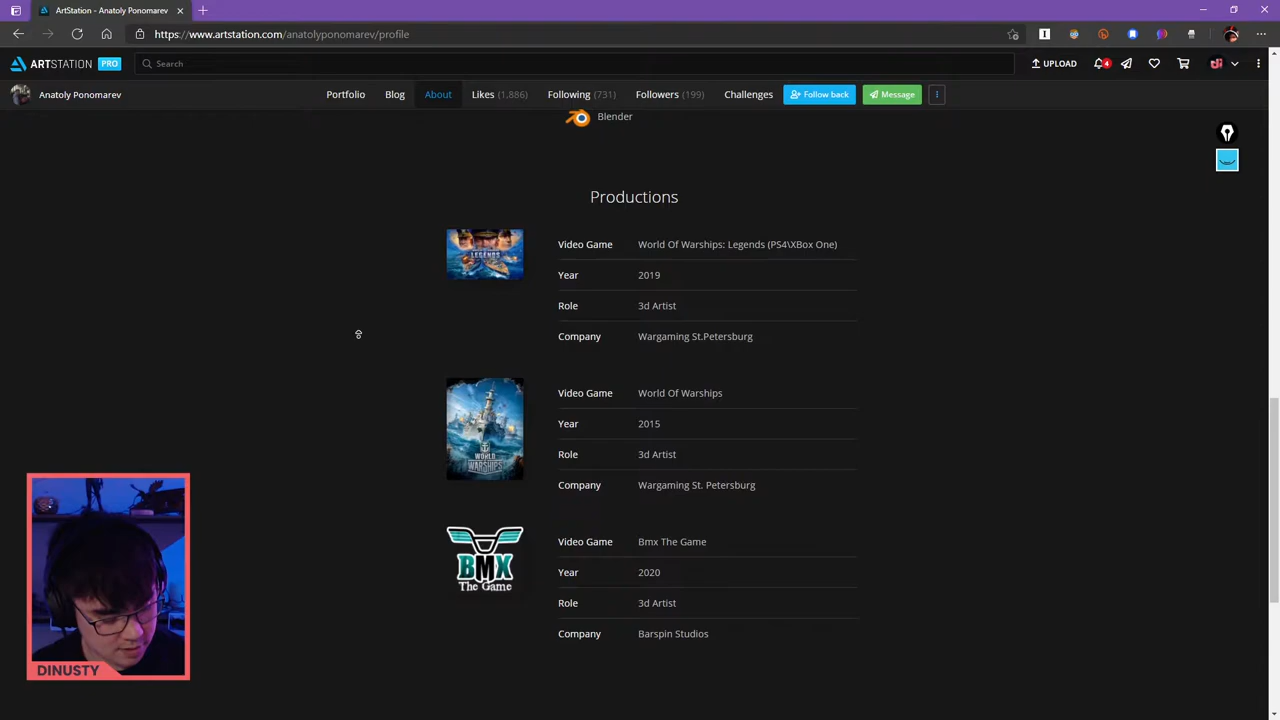 ArtStation - Anatoly Ponomarev
https://www.artstation.com/anatolyponomarev/profile
ARTSTATION PRO Search UPLOAD 4
Anatoly Ponomarev Portfolio Blog About Likes (1,886) Following (731) Followers (199) Challenges Follow back Message
Blender
Productions
LEGENDS
Video Game World Of Warships: Legends (PS4\XBox One)
Year 2019
Role 3d Artist
Company Wargaming St.Petersburg
WORLD
WARSHIPS
Video Game World Of Warships
Year 2015
Role 3d Artist
Company Wargaming St. Petersburg
BMX
The Game
Video Game Bmx The Game
Year 2020
Role 3d Artist
Company Barspin Studios
DINUSTY